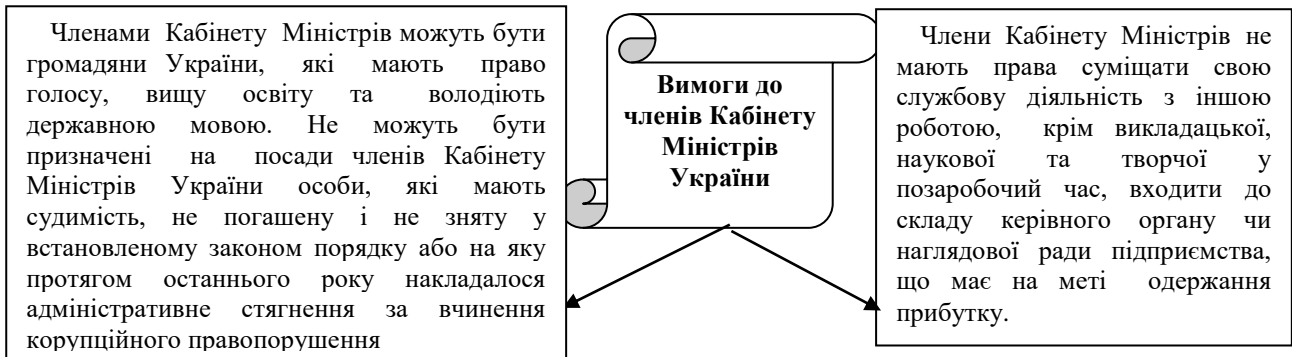 Членами Кабінету Міністрів можуть бути
громадяни України, які мають право
голосу, вищу освіту та володіють
державною мовою. Не можуть бути
призначені на посади членів Кабінету
Міністрів України особи, які мають
судимість, не погашену і не зняту у
встановленому законом порядку або на яку
протягом останнього року накладалося
адміністративне стягнення за вчинення
корупційного правопорушення
Вимоги до
членів Кабінету
Міністрів
України
Члени Кабінету Міністрів не
мають права суміщати свою
службову діяльність з іншою
роботою, крім викладацької,
наукової та творчої у
позаробочий час, входити до
складу керівного органу чи
наглядової ради підприємства,
що має на меті одержання
прибутку.